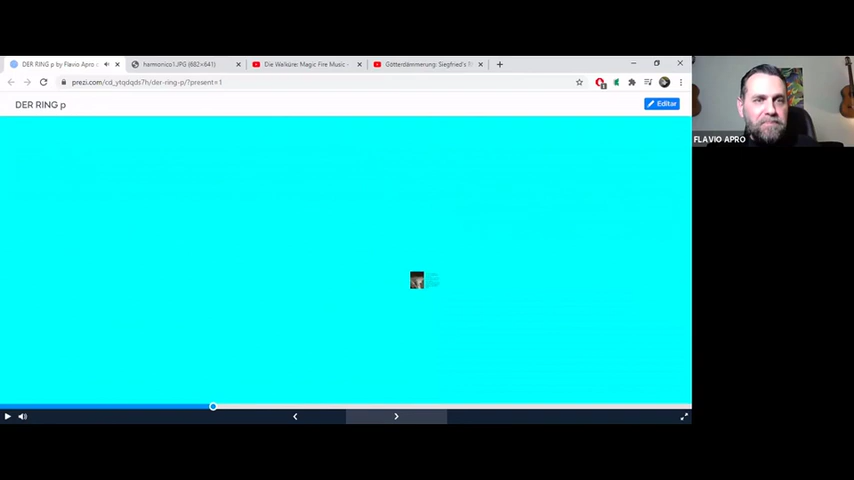 DER RING p by Flavio Apro
harmonico1.JPG (682×641)
Die Walküre: Magic Fire Music -
Götterdämmerung: Siegfried's
prezi.com/cd_ytqdqds7h/der-ring-p/?present=1
DER RING p
Editar
FLAVIO APRO